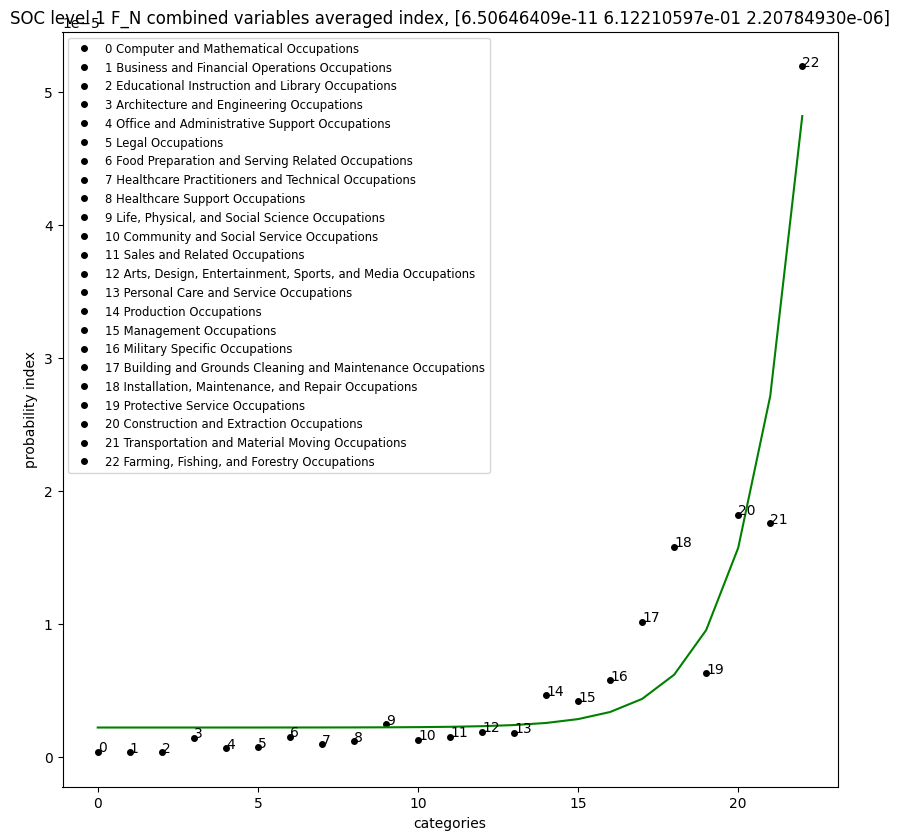 SOC level 1 F_N combined variables averaged index, [6.50646409e-11 6.12210597e-01 2.20784930e-06]
1e−5
0 Computer and Mathematical Occupations
1 Business and Financial Operations Occupations
2 Educational Instruction and Library Occupations
3 Architecture and Engineering Occupations
4 Office and Administrative Support Occupations
5 Legal Occupations
6 Food Preparation and Serving Related Occupations
7 Healthcare Practitioners and Technical Occupations
8 Healthcare Support Occupations
9 Life, Physical, and Social Science Occupations
10 Community and Social Service Occupations
11 Sales and Related Occupations
12 Arts, Design, Entertainment, Sports, and Media Occupations
13 Personal Care and Service Occupations
14 Production Occupations
15 Management Occupations
16 Military Specific Occupations
17 Building and Grounds Cleaning and Maintenance Occupations
18 Installation, Maintenance, and Repair Occupations
19 Protective Service Occupations
20 Construction and Extraction Occupations
21 Transportation and Material Moving Occupations
22 Farming, Fishing, and Forestry Occupations
probability index
5
4
3
2
1
0
22
20
21
18
17
19
16
14
15
9
3
6
11
12
13
10
8
7
5
4
0
1
2
0
5
10
15
20
categories